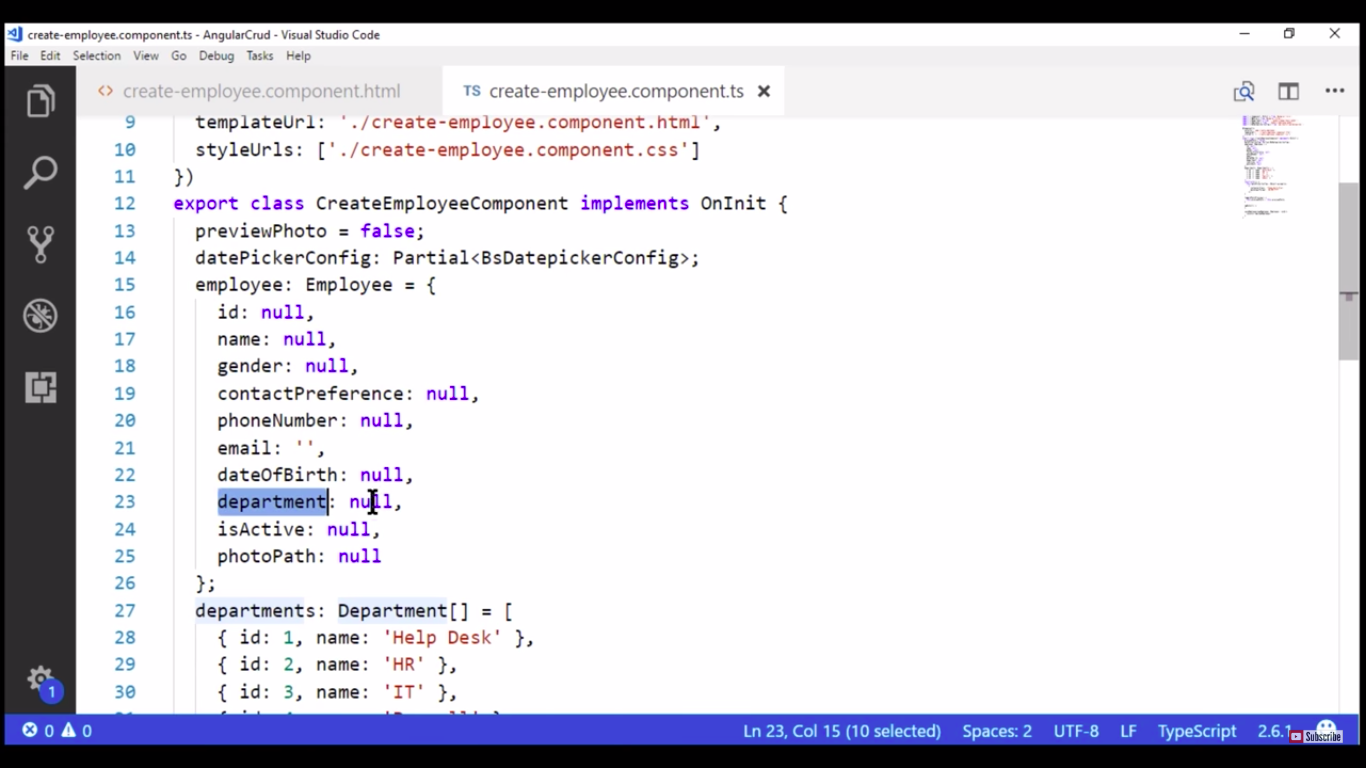 create-employee.component.ts - AngularCrud - Visual Studio Code
File Edit Selection View Go Debug Tasks Help
<> create-employee.component.html TS create-employee.component.ts
9 templateUrl: './create-employee.component.html',
10 styleUrls: ['./create-employee.component.css']
11 })
12 export class CreateEmployeeComponent implements OnInit {
13 previewPhoto = false;
14 datePickerConfig: Partial<BsDatepickerConfig>;
15 employee: Employee = {
16 id: null,
17 name: null,
18 gender: null,
19 contactPreference: null,
20 phoneNumber: null,
21 email: '',
22 dateOfBirth: null,
23 department: null,
24 isActive: null,
25 photoPath: null
26 };
27 departments: Department[] = [
28 { id: 1, name: 'Help Desk' },
29 { id: 2, name: 'HR' },
30 { id: 3, name: 'IT' },
1
0 0 Ln 23, Col 15 (10 selected) Spaces: 2 UTF-8 LF TypeScript 2.6.1
Subscribe